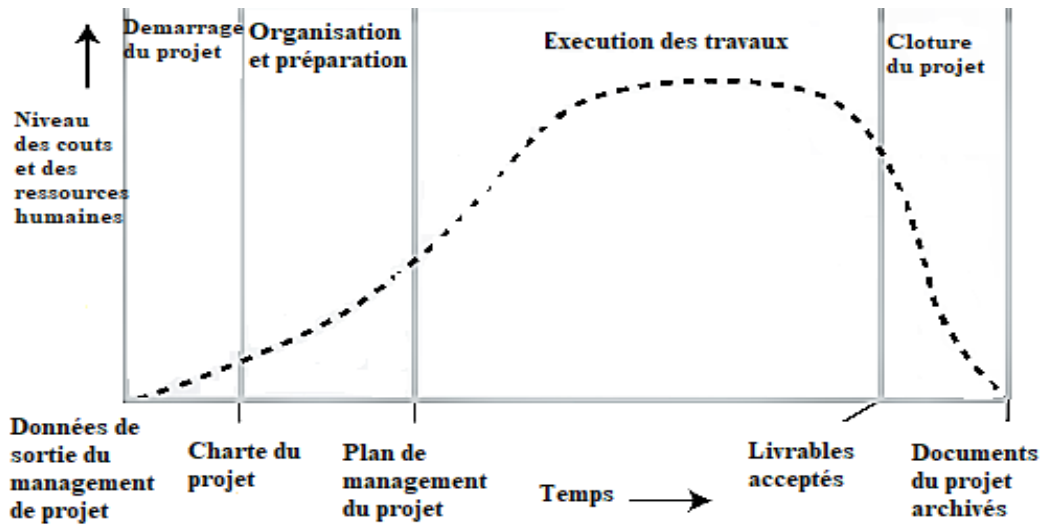 Demarrage
du projet
Organisation
et préparation
Execution des travaux
Cloture
du projet
Niveau
des couts
et des
ressources
humaines
Données de
sortie du
management
de projet
Charte du
projet
Plan de
management
du projet
Temps
Livrables
acceptés
Documents
du projet
archivés